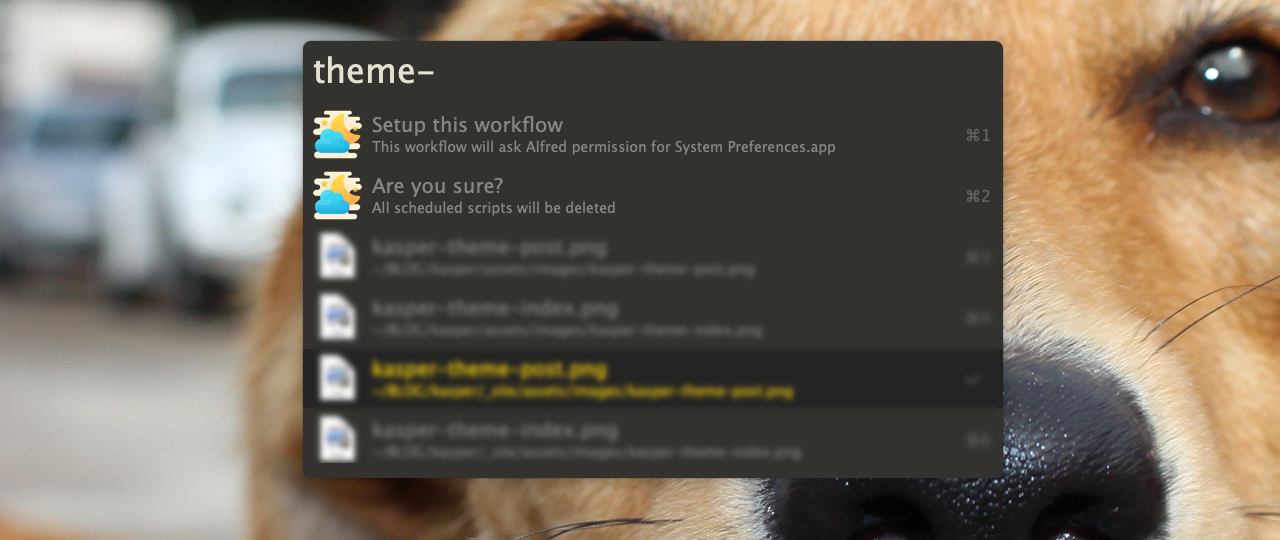 theme-
Setup this workflow
This workflow will ask Alfred permission for System Preferences.app
⌘1
Are you sure?
All scheduled scripts will be deleted
⌘2
kasper-theme-post.png
~/BLOG/kasper/assets/images/kasper-theme-post.png
⌘3
kasper-theme-index.png
~/BLOG/kasper/assets/images/kasper-theme-index.png
⌘4
kasper-theme-post.png
~/BLOG/kasper/_site/assets/images/kasper-theme-post.png
kasper-theme-index.png
~/BLOG/kasper/_site/assets/images/kasper-theme-index.png
⌘6